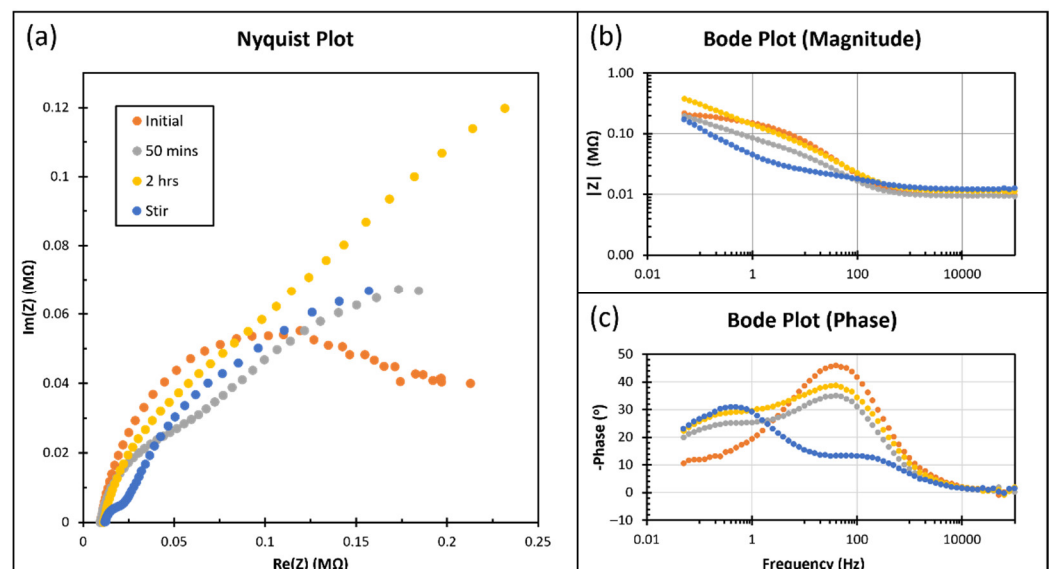 (a)
Nyquist Plot
0.12
0.1
0.08
0.06
0.04
0.02
0
Im(Z) (MΩ)
Initial
50 mins
2 hrs
Stir
0
0.05
0.1
0.15
0.2
0.25
Re(Z) (MΩ)
(b)
Bode Plot (Magnitude)
1.00
0.10
0.01
0.00
|Z| (MΩ)
0.01
1
100
10000
(c)
Bode Plot (Phase)
50
40
30
20
10
0
−10
-Phase (º)
0.01
1
100
10000
Frequency (Hz)